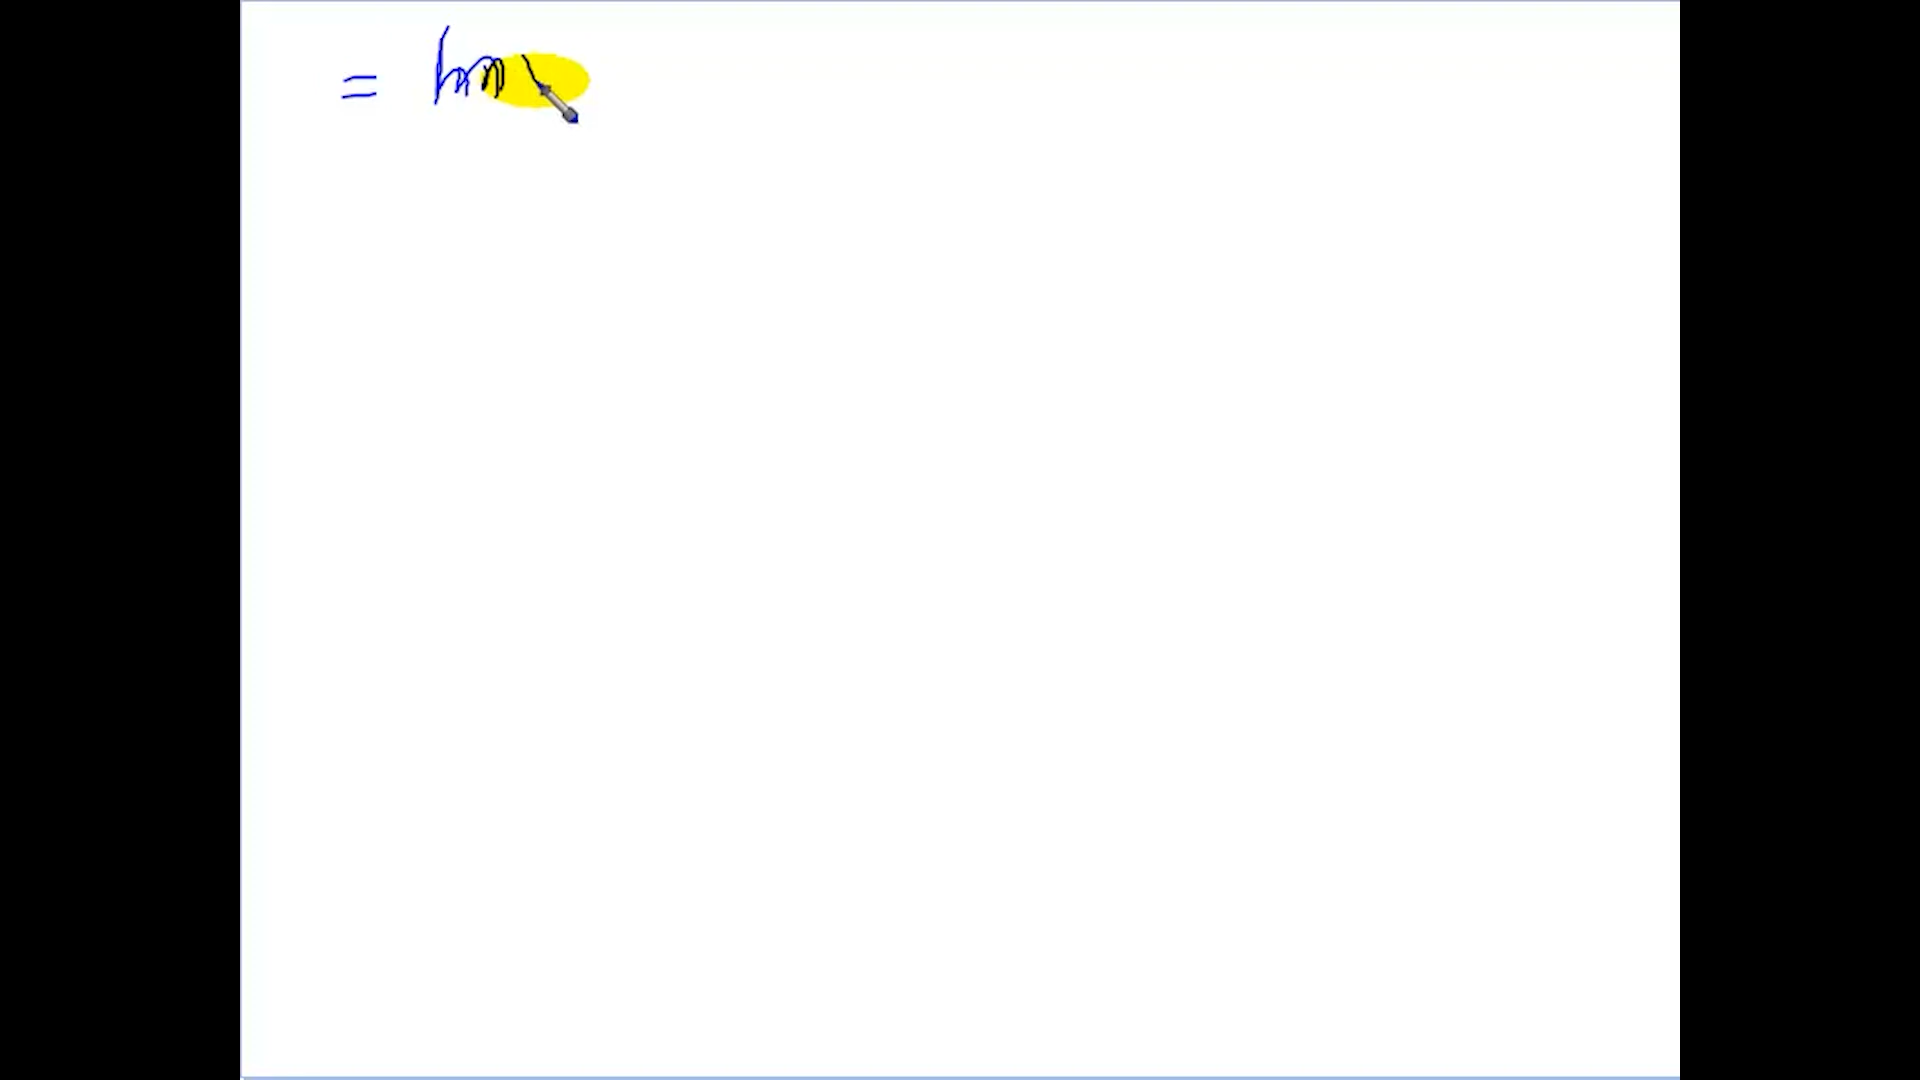 = lim